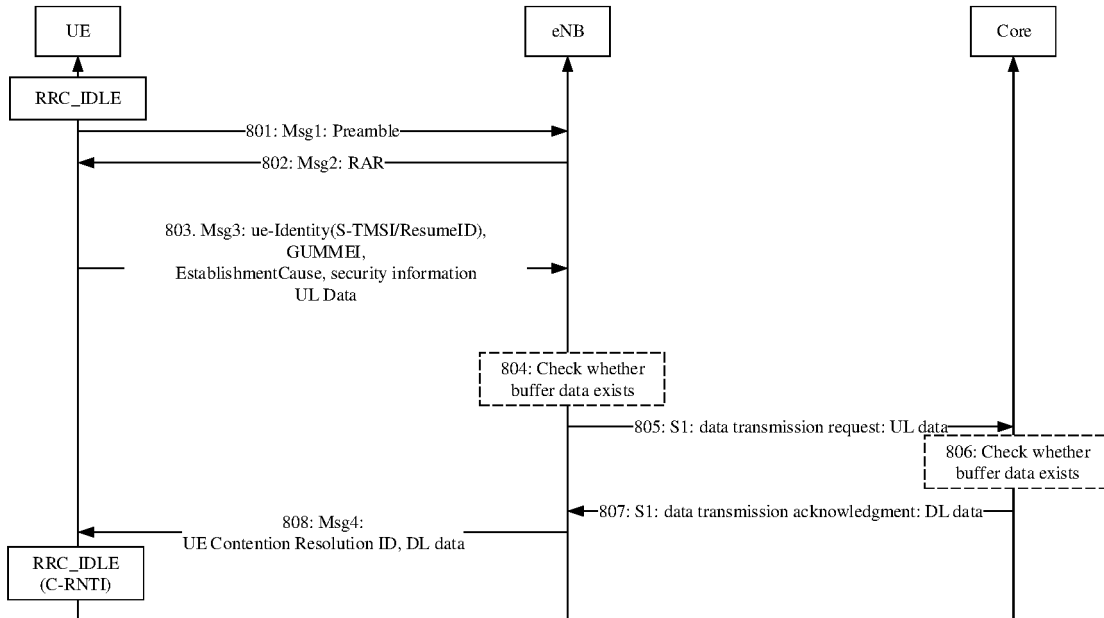 UE
eNB
Core
RRC_IDLE
801: Msg1: Preamble
802: Msg2: RAR
803. Msg3: ue-Identity(S-TMSI/ResumeID),
GUMMEI,
EstablishmentCause, security information
UL Data
804: Check whether
buffer data exists
805: S1: data transmission request: UL data
806: Check whether
buffer data exists
807: S1: data transmission acknowledgment: DL data
808: Msg4:
UE Contention Resolution ID, DL data
RRC_IDLE
(C-RNTI)